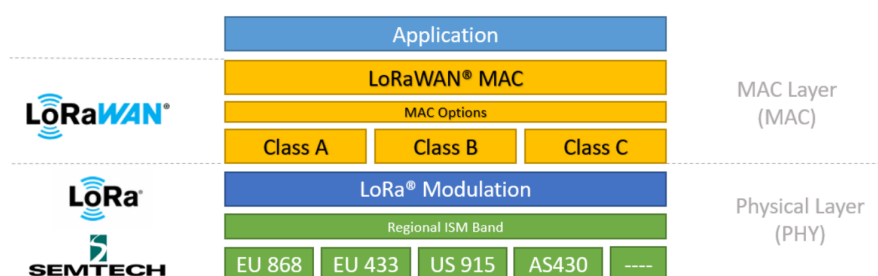 Application
LoRaWAN® MAC
MAC Options
Class A Class B Class C
LoRaWAN®
MAC Layer
(MAC)
LoRa® Modulation
Regional ISM Band
EU 868 EU 433 US 915 AS430 ----
LoRa®
SEMTECH
Physical Layer
(PHY)